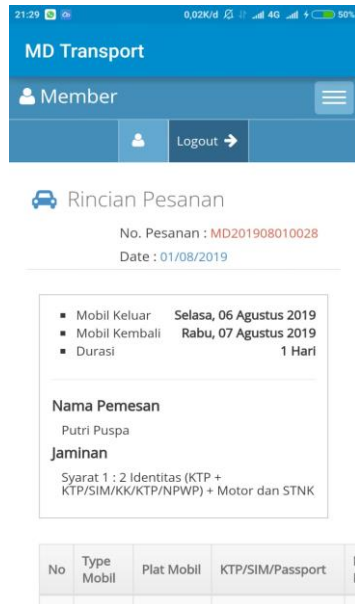 21:29 0,02K/d 4G 50%
MD Transport
Member
Logout
Rincian Pesanan
No. Pesanan : MD201908010028
Date : 01/08/2019
Mobil Keluar Selasa, 06 Agustus 2019
Mobil Kembali Rabu, 07 Agustus 2019
Durasi 1 Hari
Nama Pemesan
Putri Puspa
Jaminan
Syarat 1 : 2 Identitas (KTP +
KTP/SIM/KK/KTP/NPWP) + Motor dan STNK
No Type Mobil Plat Mobil KTP/SIM/Passport